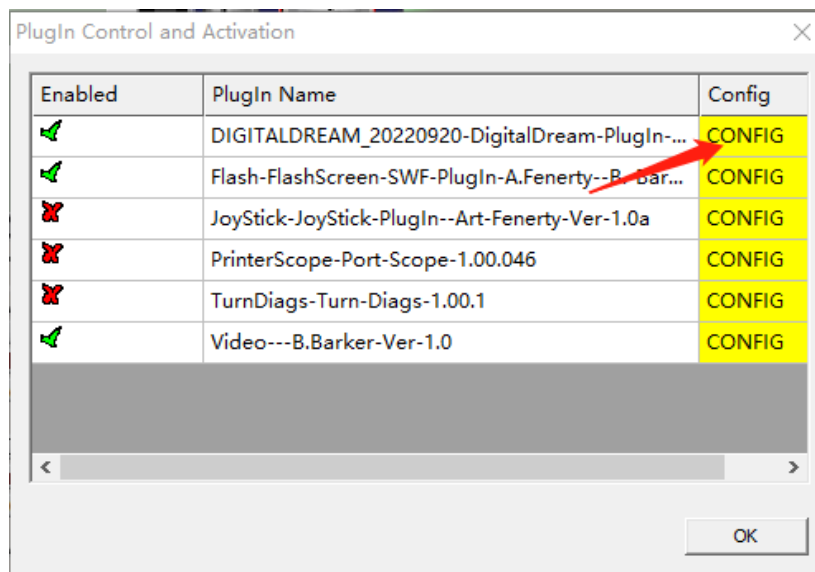 PlugIn Control and Activation
Enabled PlugIn Name Config
DIGITALDREAM_20220920-DigitalDream-PlugIn-... CONFIG
Flash-FlashScreen-SWF-PlugIn-A.Fenerty--B. Bar... CONFIG
JoyStick-JoyStick-PlugIn--Art-Fenerty-Ver-1.0a CONFIG
PrinterScope-Port-Scope-1.00.046 CONFIG
TurnDiags-Turn-Diags-1.00.1 CONFIG
Video---B.Barker-Ver-1.0 CONFIG
OK